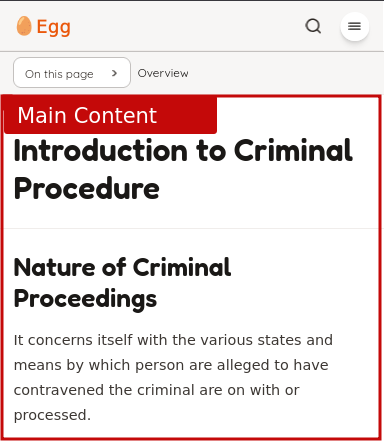 Egg
On this page
Overview
Main Content
Introduction to Criminal
Procedure
Nature of Criminal
Proceedings
It concerns itself with the various states and
means by which person are alleged to have
contravened the criminal are on with or
processed.